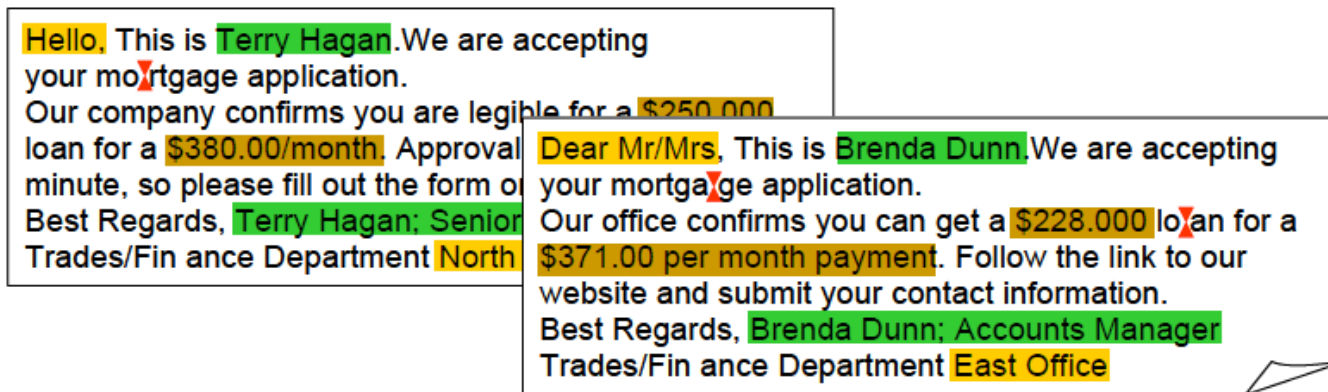 Hello, This is Terry Hagan.We are accepting
your mortgage application.
Our company confirms you are legible for a $250.000
loan for a $380.00/month. Approval
minute, so please fill out the form
Best Regards, Terry Hagan; Senior
Trades/Fin ance Department North
Dear Mr/Mrs, This is Brenda Dunn.We are accepting
your mortgage application.
Our office confirms you can get a $228.000 loan for a
$371.00 per month payment. Follow the link to our
website and submit your contact information.
Best Regards, Brenda Dunn; Accounts Manager
Trades/Fin ance Department East Office